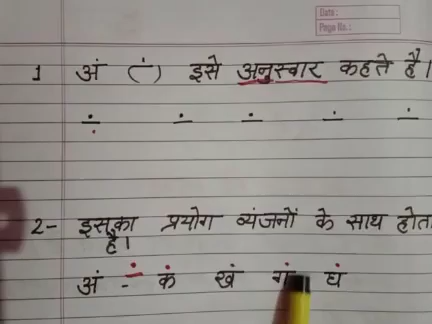 Date :
Page No. :
1 अं (ं) इसे अनुस्वार कहते है।
2- इसका प्रयोग व्यंजनों के साथ होता
है।
अं - कं खं गं घं